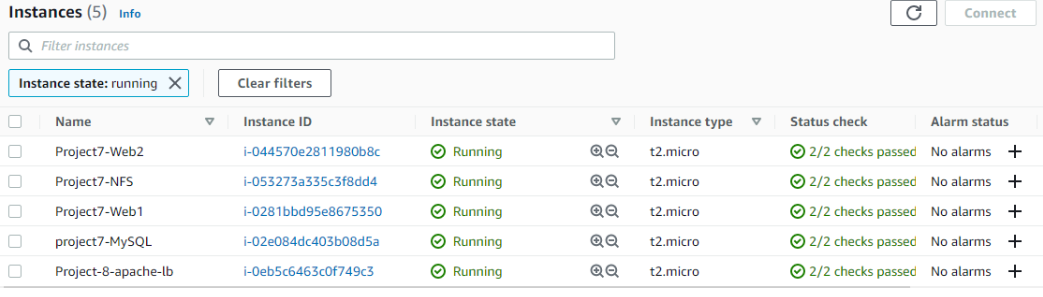 Instances (5) Info Connect
Filter instances
Instance state: running Clear filters
Name Instance ID Instance state Instance type Status check Alarm status
Project7-Web2 i-044570e2811980b8c Running t2.micro 2/2 checks passed No alarms +
Project7-NFS i-053273a335c3f8dd4 Running t2.micro 2/2 checks passed No alarms +
Project7-Web1 i-0281bbd95e8675350 Running t2.micro 2/2 checks passed No alarms +
project7-MySQL i-02e084dc403b08d5a Running t2.micro 2/2 checks passed No alarms +
Project-8-apache-lb i-0eb5c6463c0f749c3 Running t2.micro 2/2 checks passed No alarms +